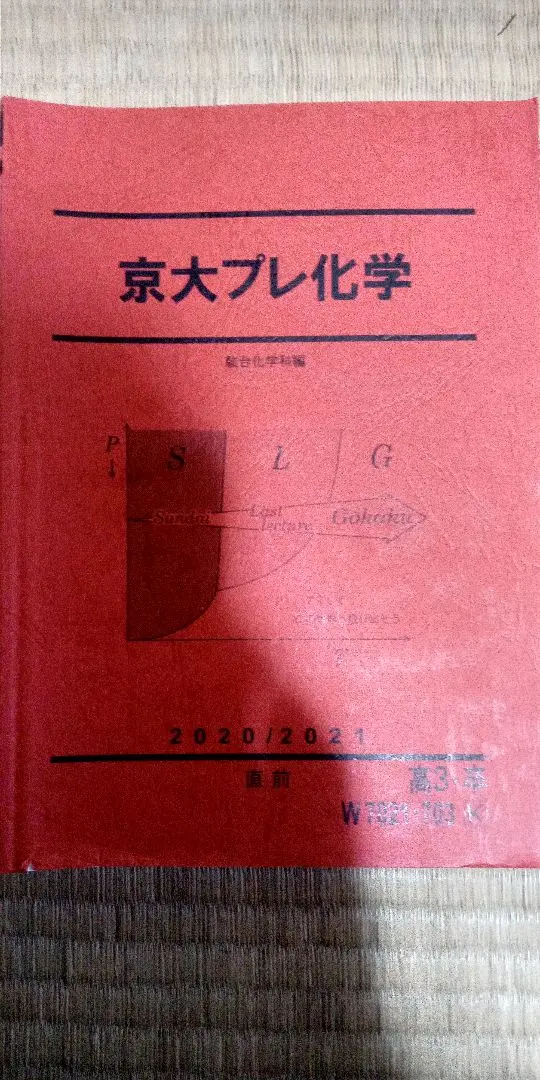 京大プレ化学
駿台化学科編
P
↓
S L G
Sundai Last lecture Gokaku
2020/2021
直前
高3・卒